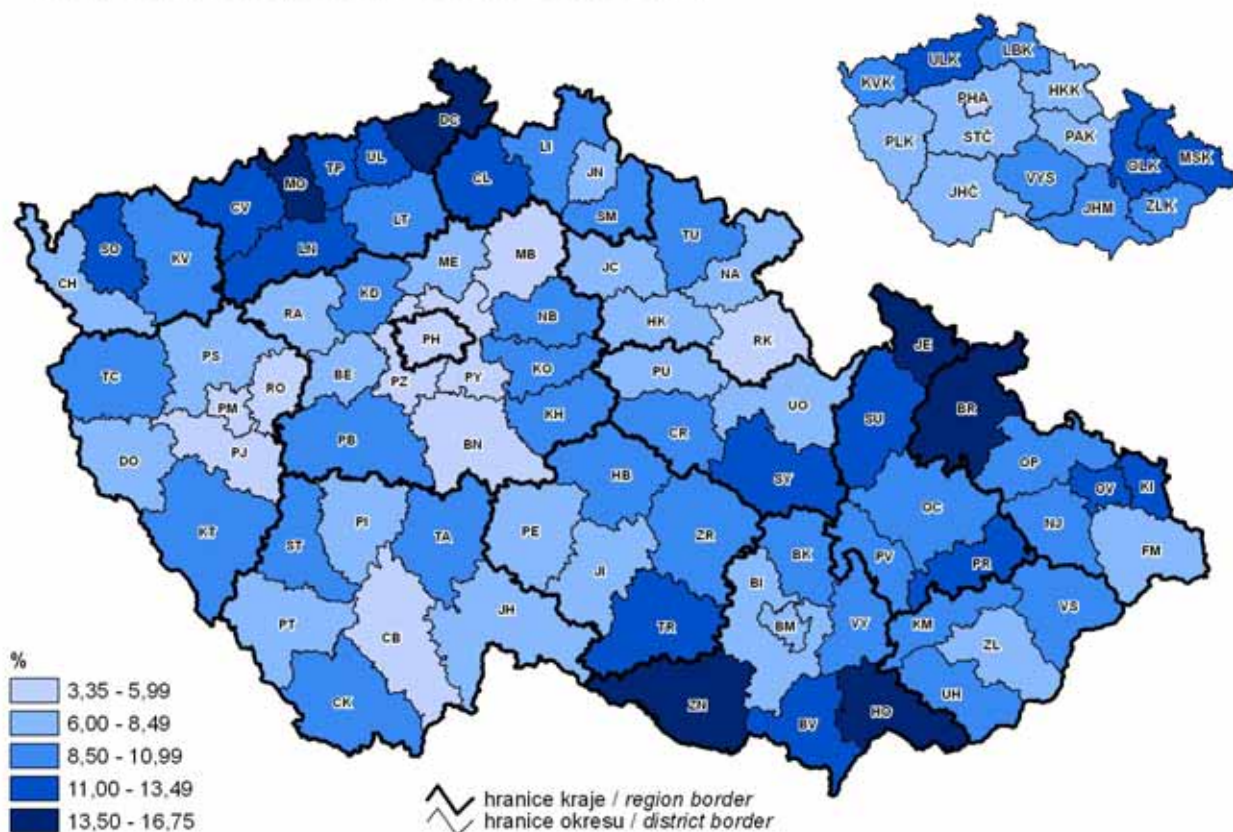 ULK
LBK
KVK
HKK
PHA
STČ
PLK
PAK
OLK
MSK
VYS
JHČ
JHM
ZLK
DC
UL
TP
MO
LI
JN
CL
CV
LT
SM
SO
KV
LN
TU
MB
ME
JC
NA
CH
KD
RA
NB
HK
PH
RK
JE
PS
TC
RO
BE
PZ
PY
KO
PU
UO
BR
PM
SU
KH
CR
DO
PJ
PB
BN
OP
SY
HB
OV
KI
OC
NJ
KT
ST
PI
TA
PE
ZR
BK
FM
JI
BI
PV
PR
PT
CB
JH
TR
BM
VY
KM
VS
ZL
UH
CK
ZN
BV
HO
%
3,35 - 5,99
6,00 - 8,49
8,50 - 10,99
11,00 - 13,49
13,50 - 16,75
hranice kraje / region border
hranice okresu / district border